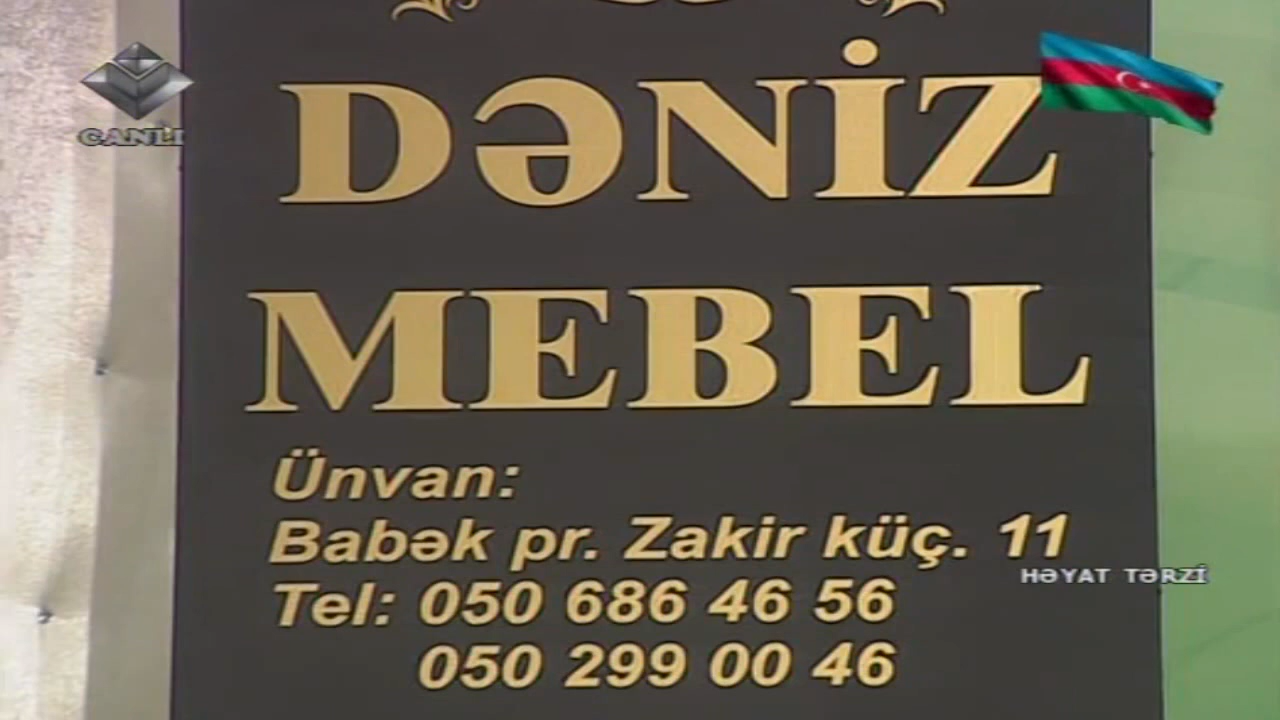 CANLI
DƏNİZ
MEBEL
Ünvan:
Babək pr. Zakir küç. 11
HƏYAT TƏRZİ
Tel: 050 686 46 56
050 299 00 46